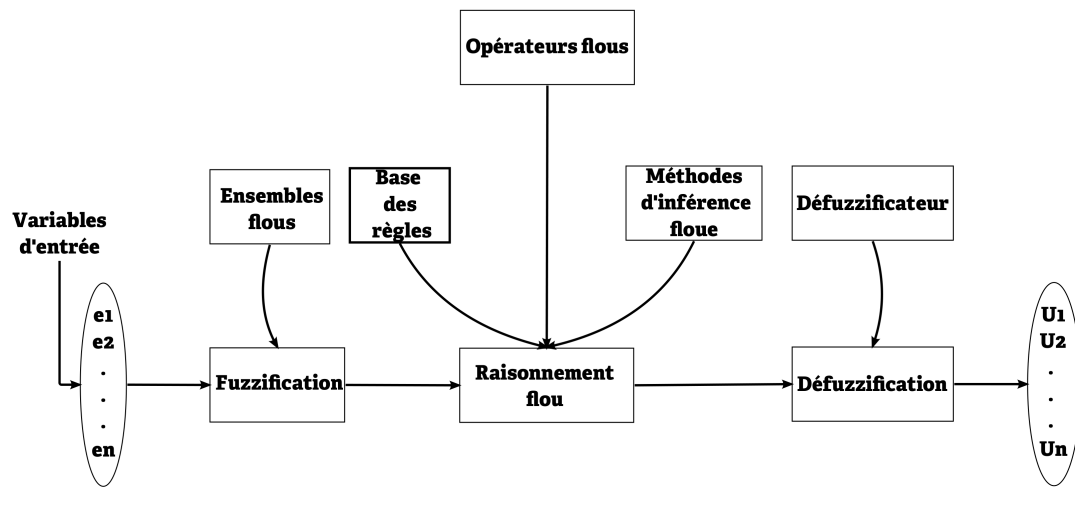 Opérateurs flous
Ensembles
flous
Base
des
règles
Méthodes
d'inférence
floue
Défuzzificateur
Variables
d'entrée
e1
e2
.
.
.
en
Fuzzification
Raisonnement
flou
Défuzzification
U1
U2
.
.
.
Un